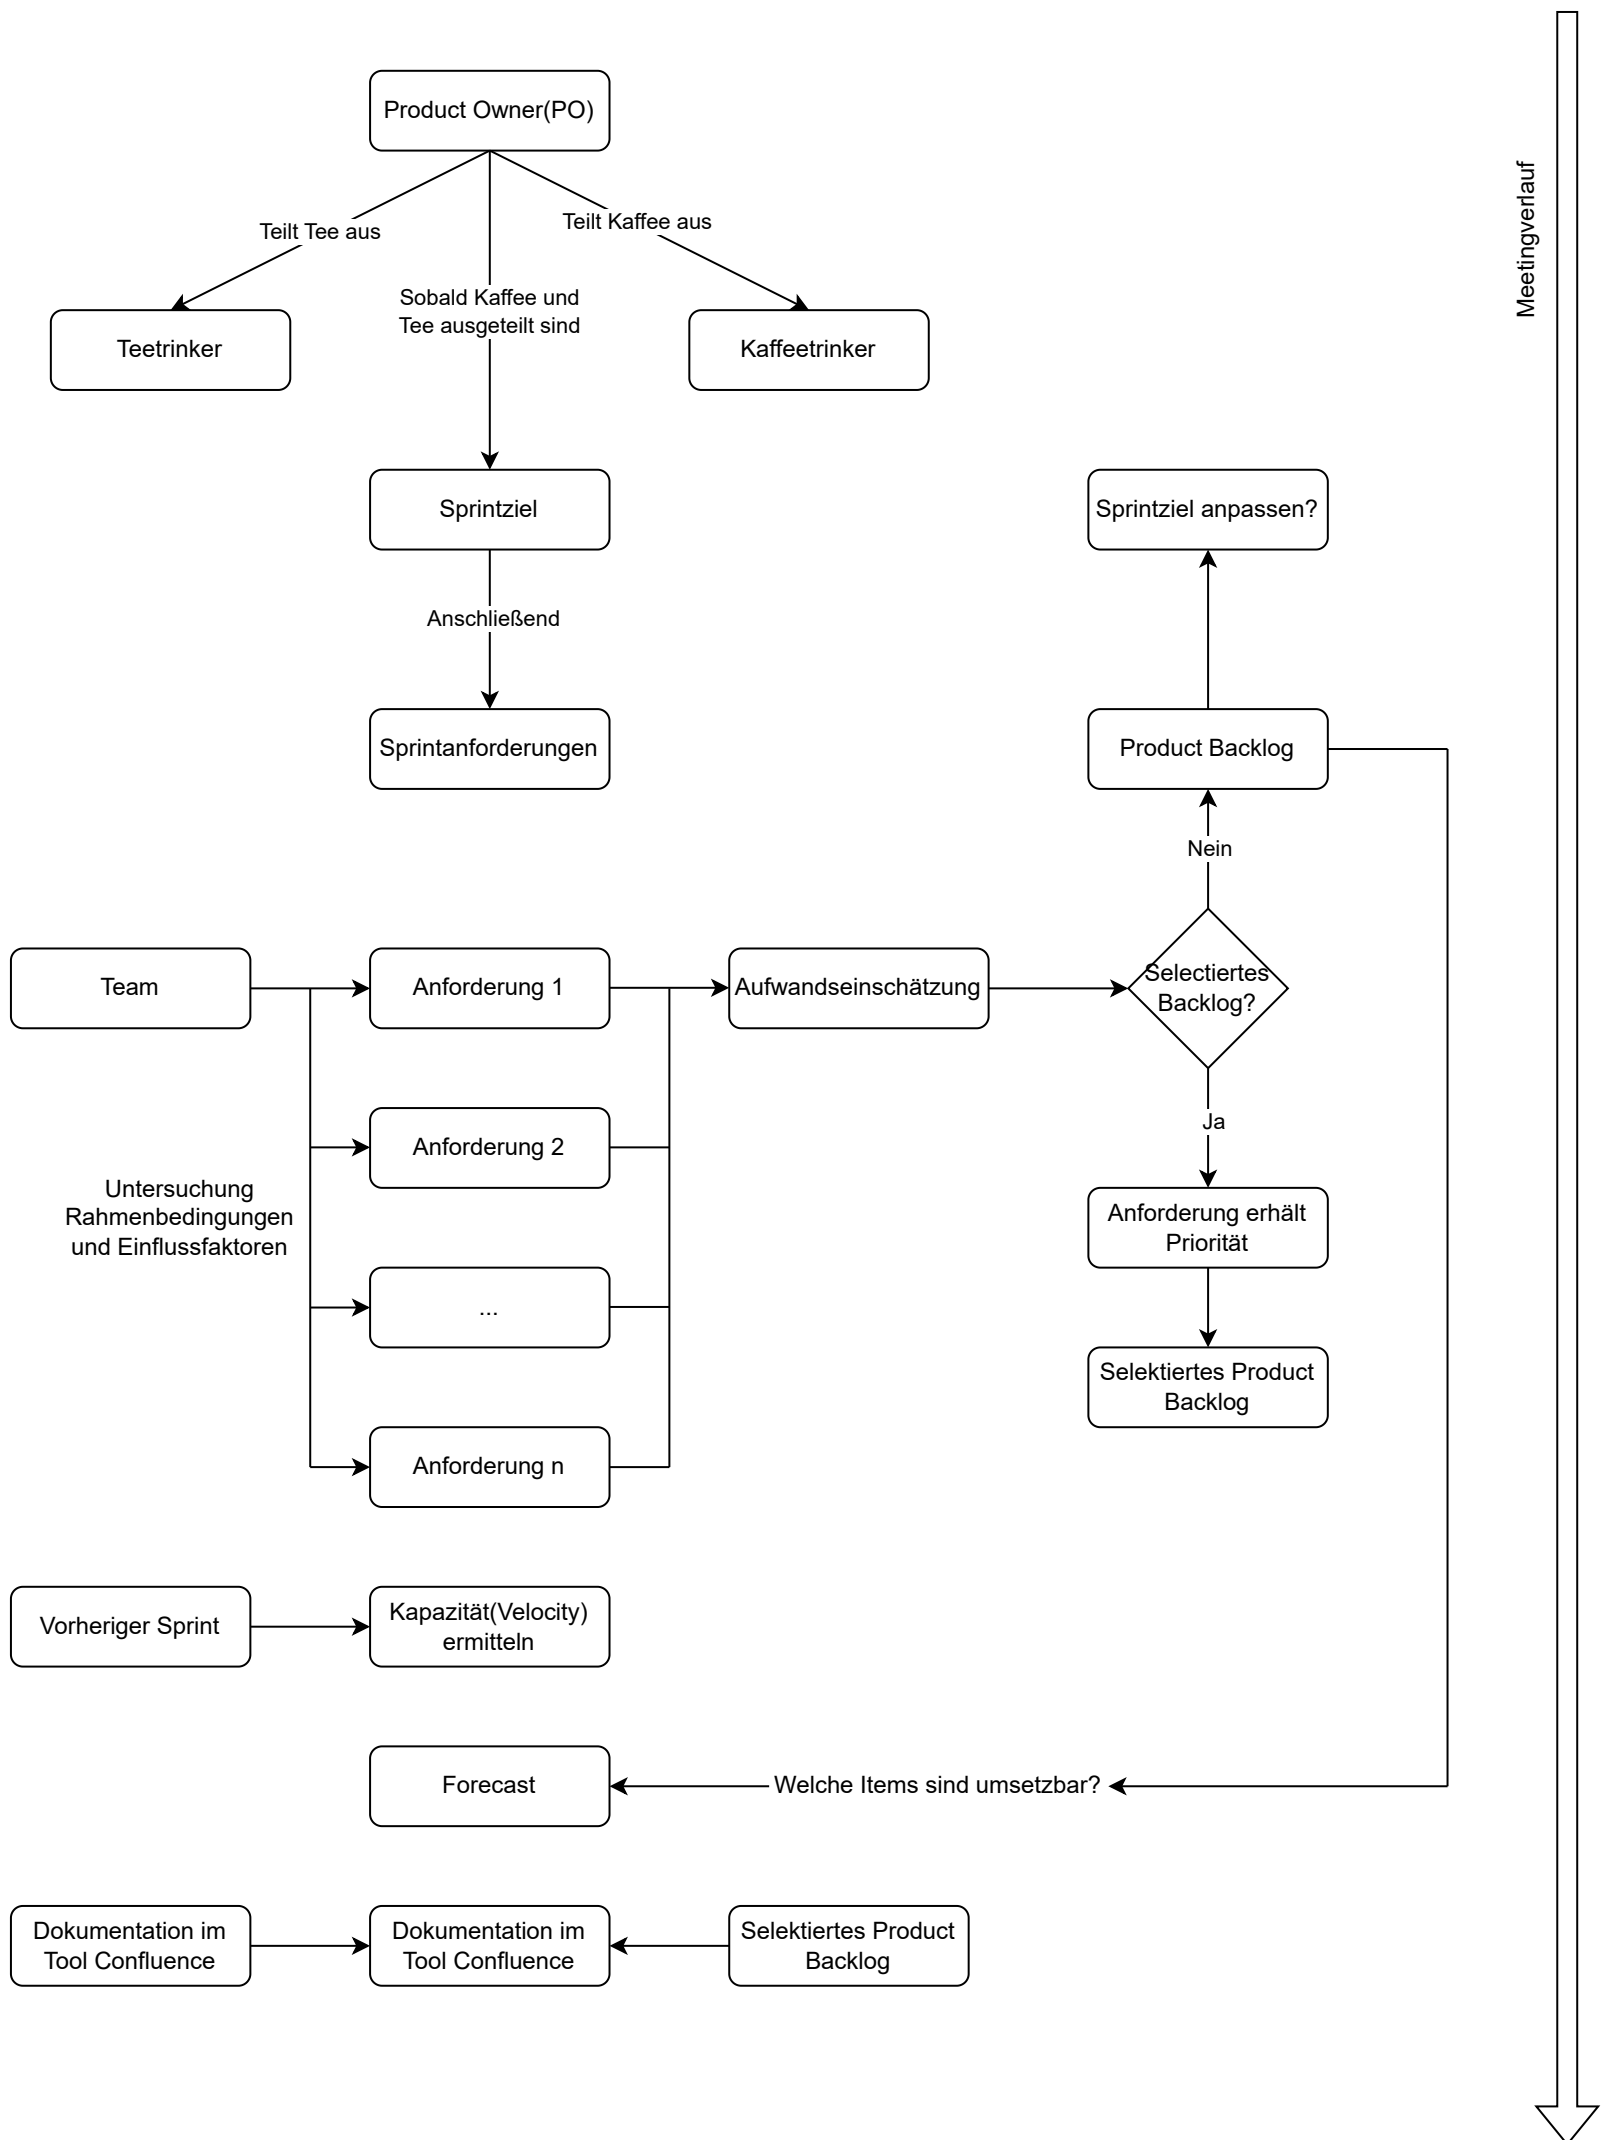 Product Owner(PO)
Meetingverlauf
Teilt Tee aus
Teilt Kaffee aus
Sobald Kaffee und
Tee ausgeteilt sind
Teetrinker
Kaffeetrinker
Sprintziel
Sprintziel anpassen?
Anschließend
Sprintanforderungen
Product Backlog
Nein
Team
Anforderung 1
Aufwandseinschätzung
Selectiertes
Backlog?
Ja
Anforderung 2
Untersuchung
Rahmenbedingungen
und Einflussfaktoren
Anforderung erhält
Priorität
...
Selektiertes Product
Backlog
Anforderung n
Vorheriger Sprint
Kapazität(Velocity)
ermitteln
Forecast
Welche Items sind umsetzbar?
Dokumentation im
Tool Confluence
Dokumentation im
Tool Confluence
Selektiertes Product
Backlog